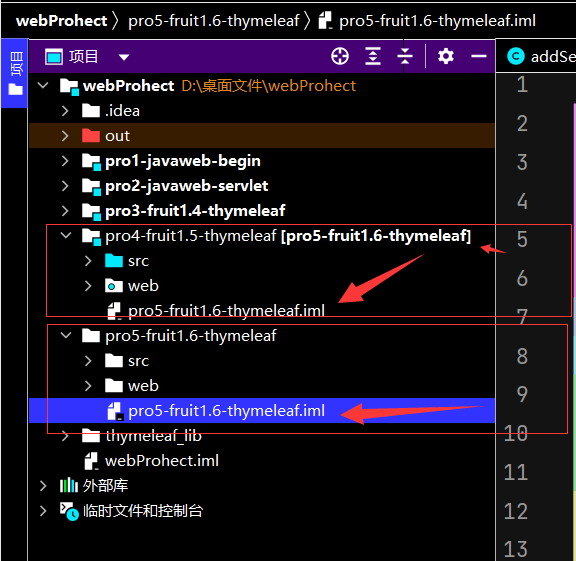 webProhect 〉 pro5-fruit1.6-thymeleaf 〉 pro5-fruit1.6-thymeleaf.iml
项目
项目
addSe
webProhect D:\桌面文件\webProhect
.idea
out
pro1-javaweb-begin
pro2-javaweb-servlet
pro3-fruit1.4-thymeleaf
pro4-fruit1.5-thymeleaf [pro5-fruit1.6-thymeleaf]
src
web
pro5-fruit1.6-thymeleaf.iml
pro5-fruit1.6-thymeleaf
src
web
pro5-fruit1.6-thymeleaf.iml
thymeleaf_lib
webProhect.iml
外部库
临时文件和控制台
1
2
3
4
5
6
7
8
9
10
11
12
13